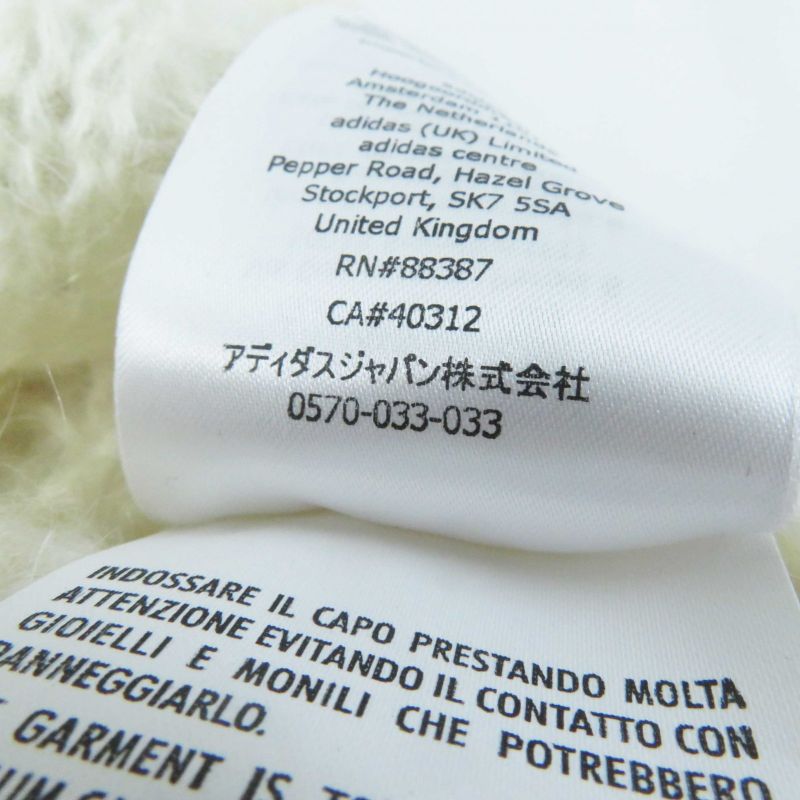 The Netherlands
adidas (UK) Limited
adidas centre
Pepper Road, Hazel Grove
Stockport, SK7 5SA
United Kingdom
RN#88387
CA#40312
アディダスジャパン株式会社
0570-033-033
INDOSSARE IL CAPO PRESTANDO MOLTA
ATTENZIONE EVITANDO IL CONTATTO CON
GIOIELLI E MONILI CHE POTREBBERO
DANNEGGIARLO.
GARMENT IS